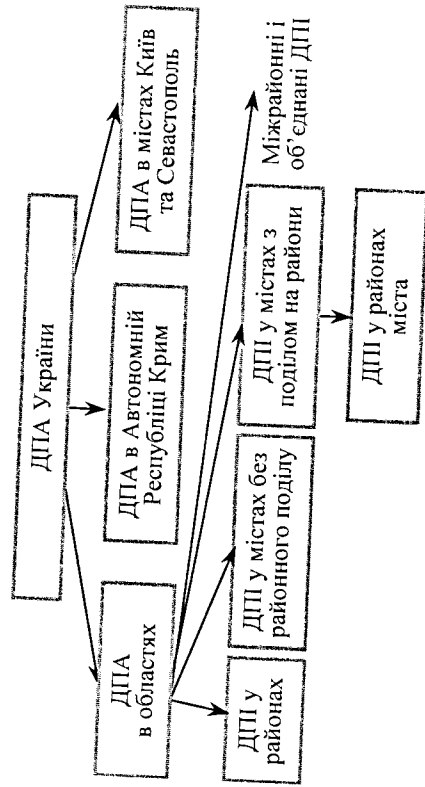 ДПА України
ДПА
в областях
ДПА в Автономній
Республіці Крим
ДПА в містах Київ
та Севастополь
ДПІ у
районах
ДПІ у містах без
районного поділу
ДПІ у містах з
поділом на райони
Міжрайонні і
об’єднані ДПІ
ДПІ у районах
міста